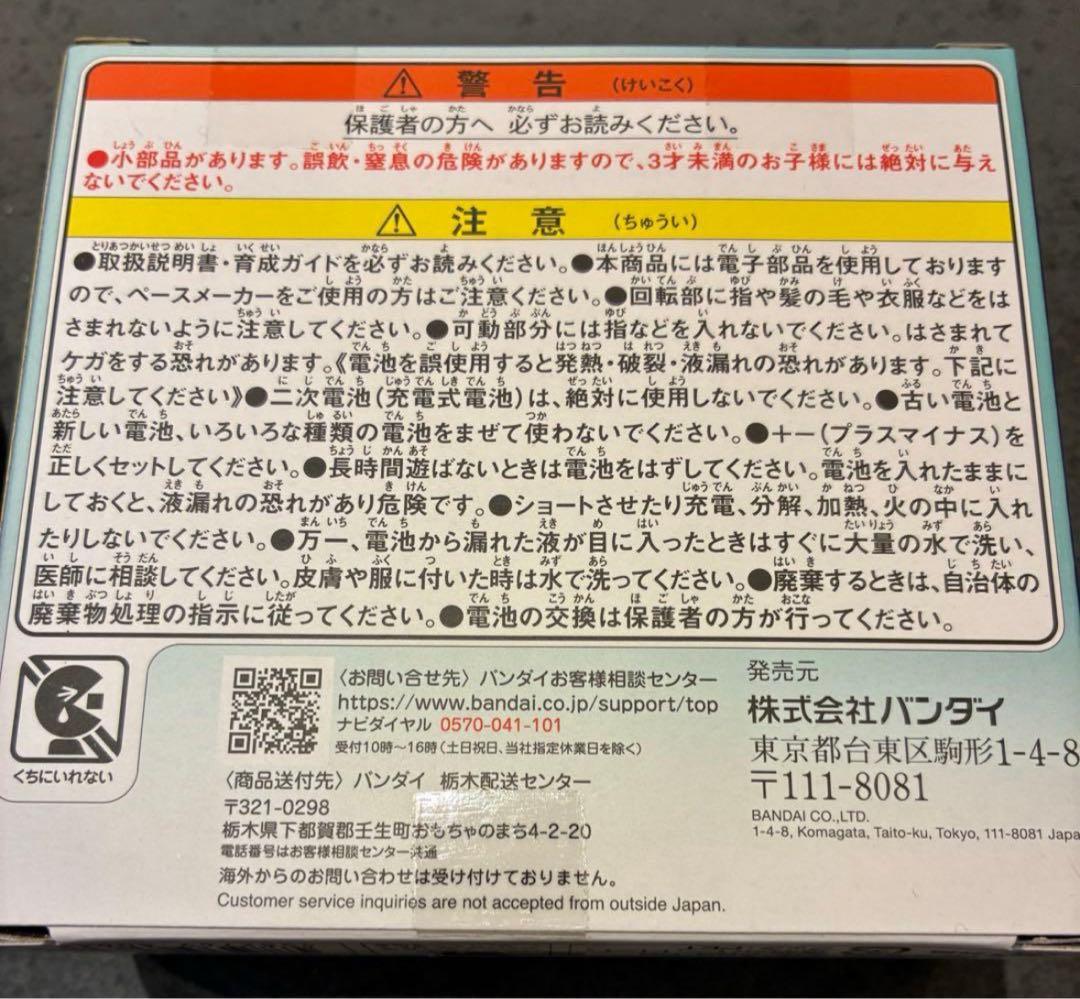 ⚠ 警告 (けいこく)
保護者の方へ 必ずお読みください。
●小部品があります。誤飲・窒息の危険がありますので、3才未満のお子様には絶対に与え
ないでください。
⚠ 注意 (ちゅうい)
●取扱説明書・育成ガイドを必ずお読みください。●本商品には電子部品を使用しております
ので、ペースメーカーをご使用の方はご注意ください。●回転部に指や髪の毛や衣服などをは
さまれないように注意してください。●可動部分には指などを入れないでください。はさまれて
ケガをする恐れがあります。《電池を誤使用すると発熱・破裂・液漏れの恐れがあります。下記に
注意してください》●二次電池(充電式電池)は、絶対に使用しないでください。●古い電池と
新しい電池、いろいろな種類の電池をまぜて使わないでください。●+-(プラスマイナス)を
正しくセットしてください。●長時間遊ばないときは電池をはずしてください。電池を入れたままに
しておくと、液漏れの恐れがあり危険です。●ショートさせたり充電、分解、加熱、火の中に入れ
たりしないでください。●万一、電池から漏れた液が目に入ったときはすぐに大量の水で洗い、
医師に相談してください。皮膚や服に付いた時は水で洗ってください。●廃棄するときは、自治体の
廃棄物処理の指示に従ってください。●電池の交換は保護者の方が行ってください。
くちにいれない
〈お問い合せ先〉バンダイお客様相談センター
https://www.bandai.co.jp/support/top
ナビダイヤル 0570-041-101
受付10時~16時(土日祝日、当社指定休業日を除く)
〈商品送付先〉バンダイ 栃木配送センター
〒321-0298
栃木県下都賀郡壬生町おもちゃのまち4-2-20
電話番号はお客様相談センター共通
海外からのお問い合わせは受け付けておりません。
Customer service inquiries are not accepted from outside Japan.
発売元
株式会社バンダイ
東京都台東区駒形1-4-8
〒111-8081
BANDAI CO.,LTD.
1-4-8, Komagata, Taito-ku, Tokyo, 111-8081 Japa